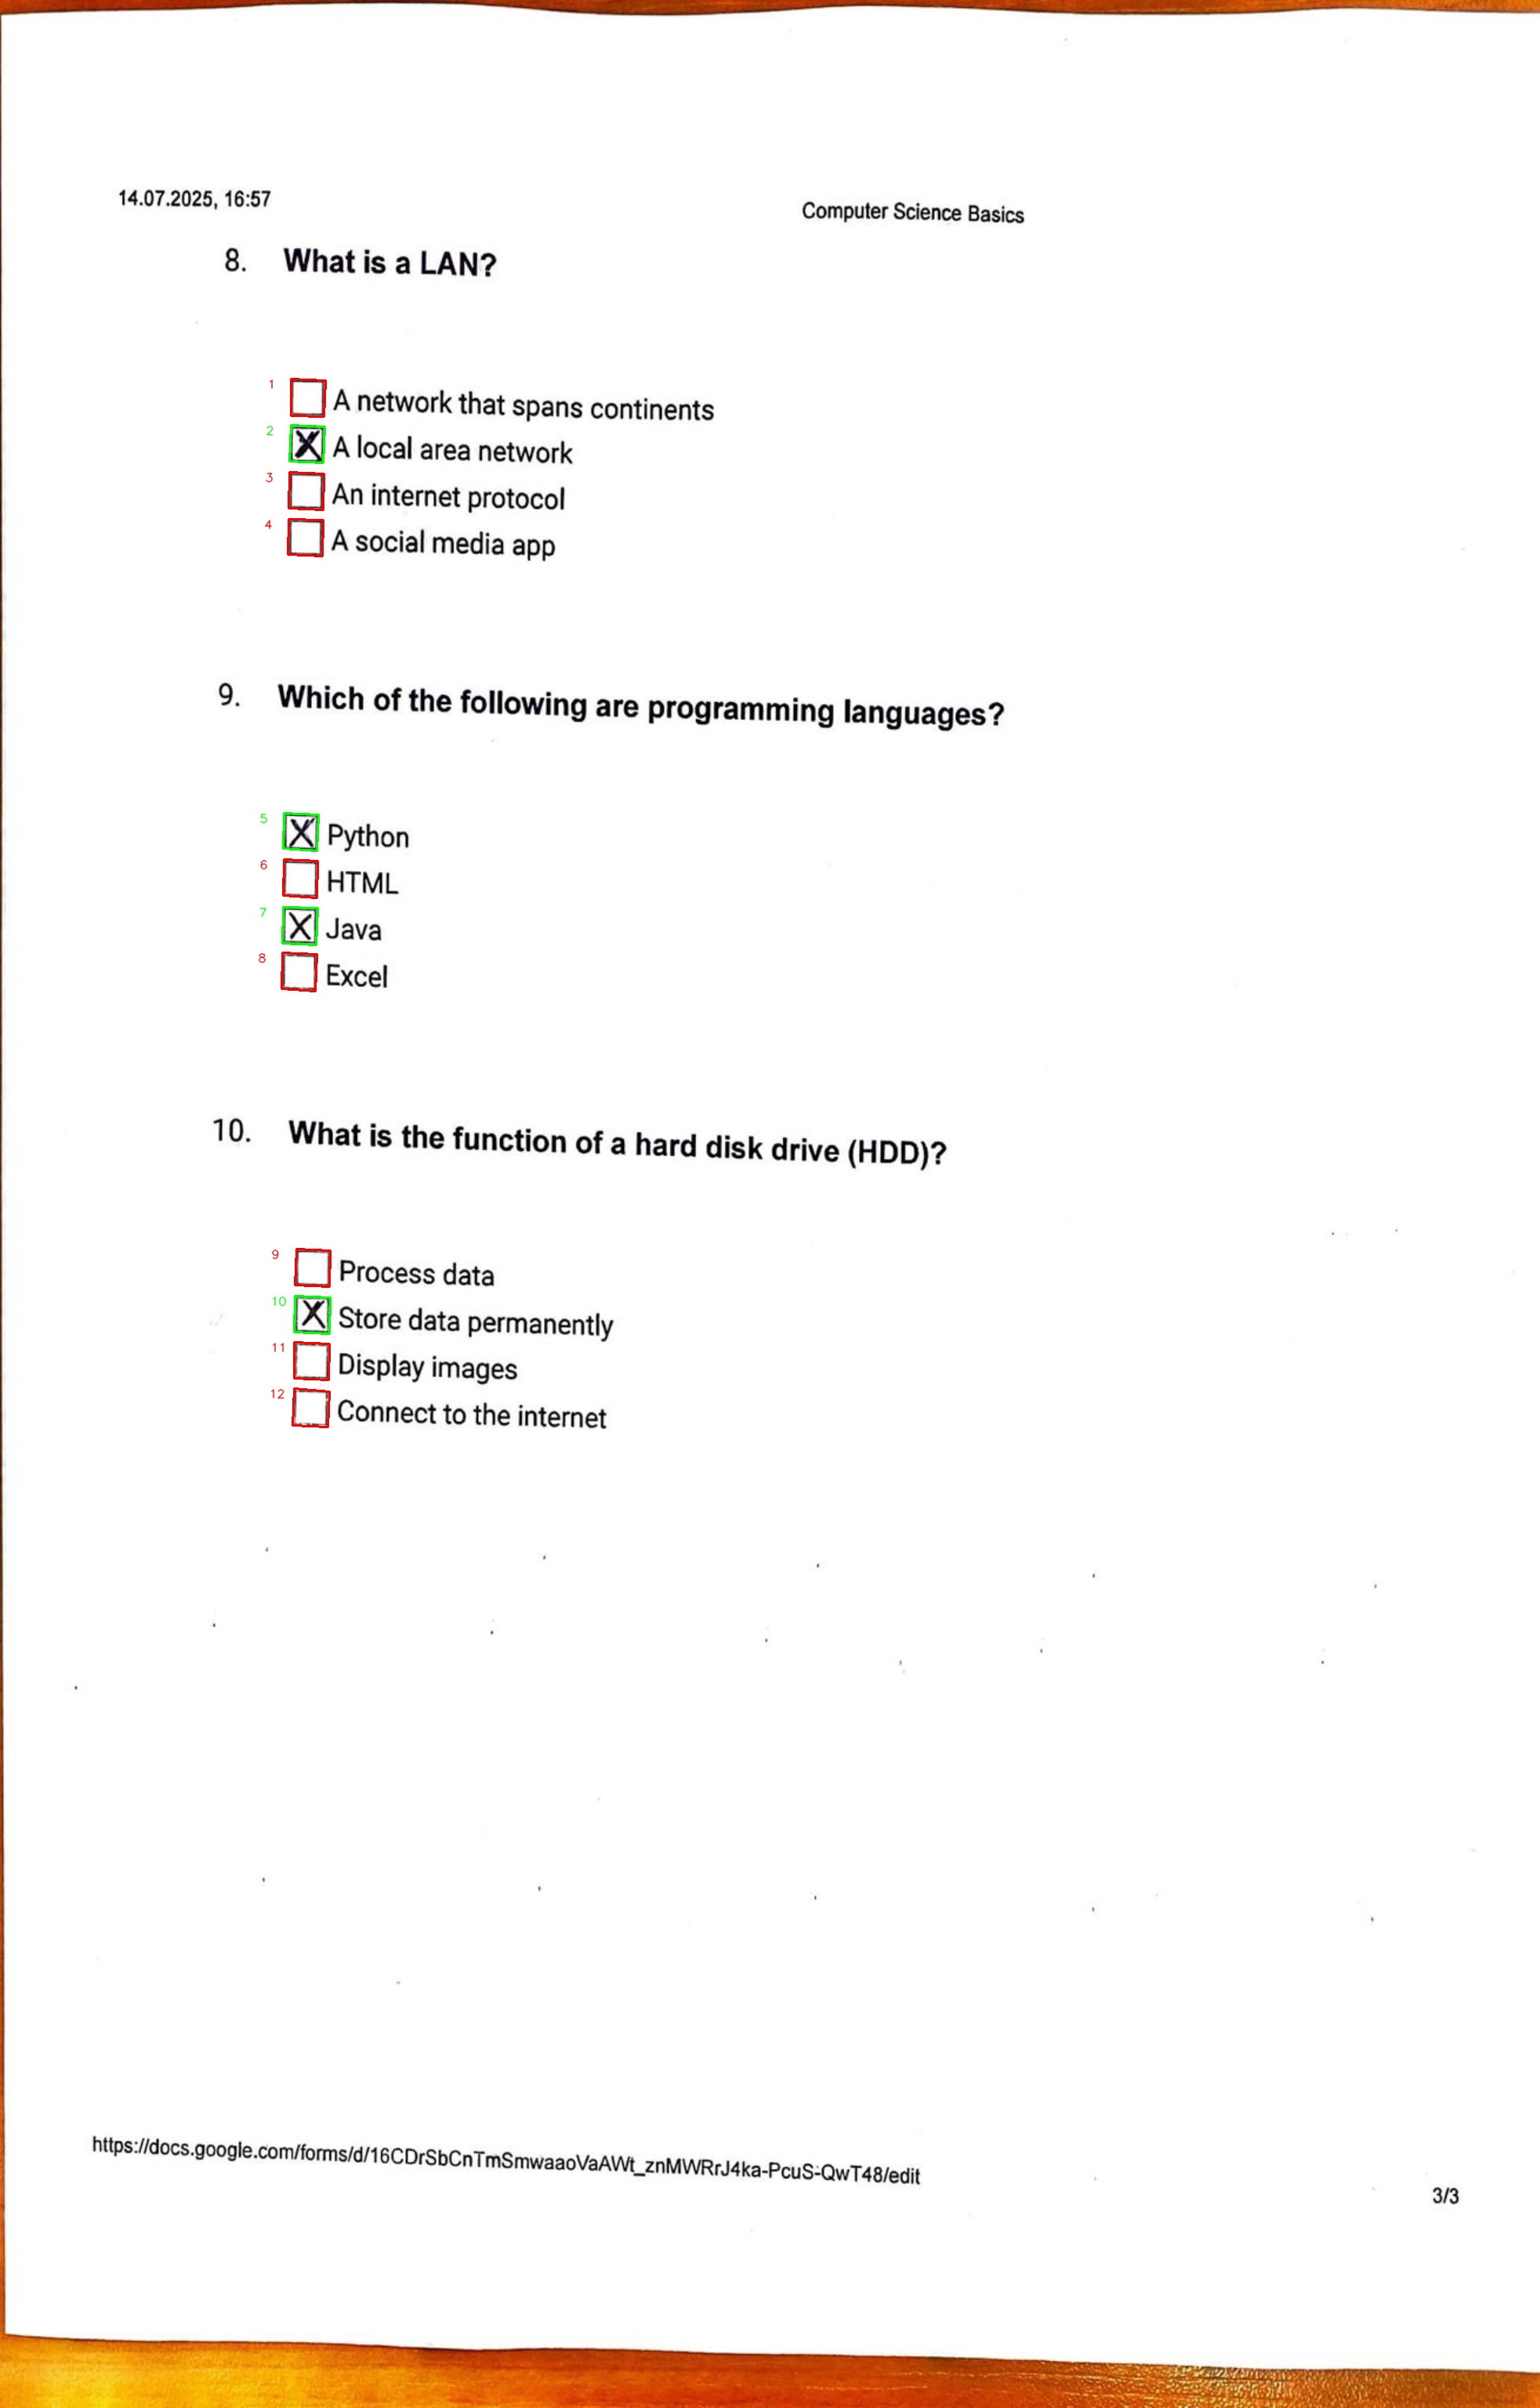 14.07.2025, 16:57
Computer Science Basics
8. What is a LAN?
1 A network that spans continents
2 A local area network
3 An internet protocol
4 A social media app
9. Which of the following are programming languages?
5 Python
6 HTML
7 Java
8 Excel
10. What is the function of a hard disk drive (HDD)?
9 Process data
10 Store data permanently
11 Display images
12 Connect to the internet
https://docs.google.com/forms/d/16CDrSbCnTmSmwaaoVaAWt_znMWRrJ4ka-PcuS-QwT48/edit
3/3